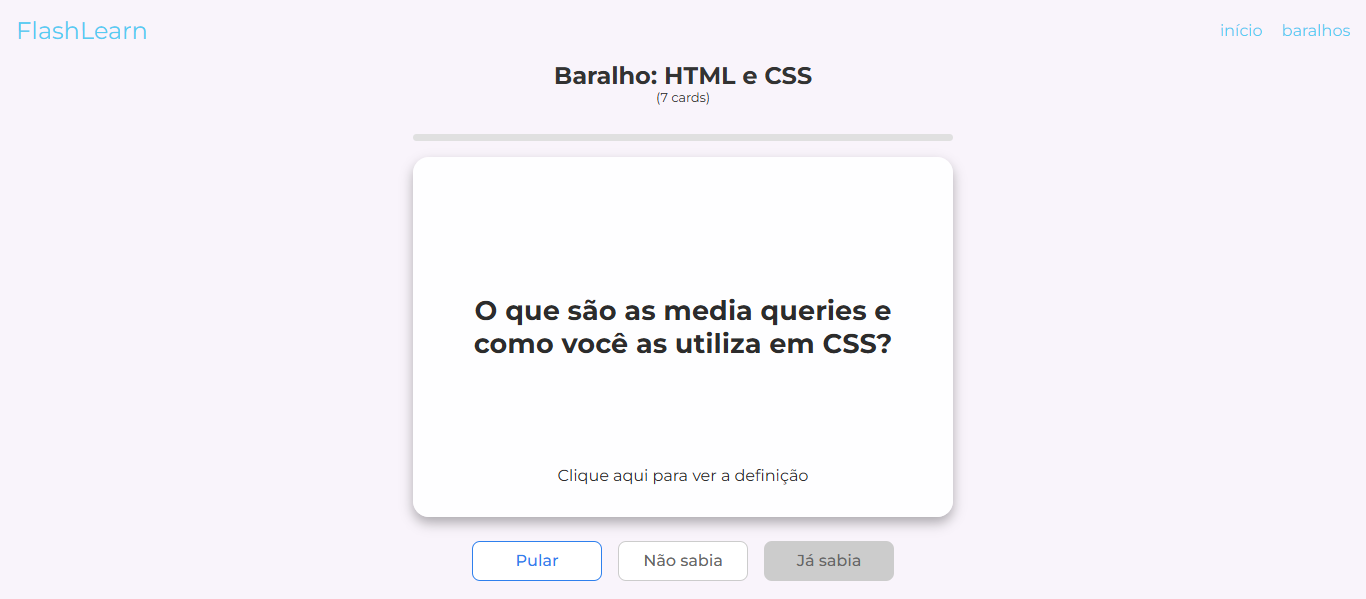 FlashLearn
início baralhos
Baralho: HTML e CSS
(7 cards)
O que são as media queries e
como você as utiliza em CSS?
Clique aqui para ver a definição
Pular Não sabia Já sabia